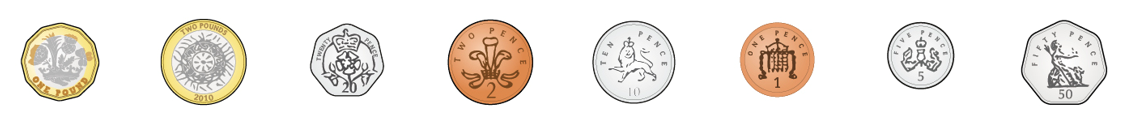 ONE POUND
TWO POUNDS
2010
TWENTY PENCE
20
TWO PENCE
2
TEN PENCE
10
ONE PENCE
1
FIVE PENCE
5
FIFTY PENCE
50